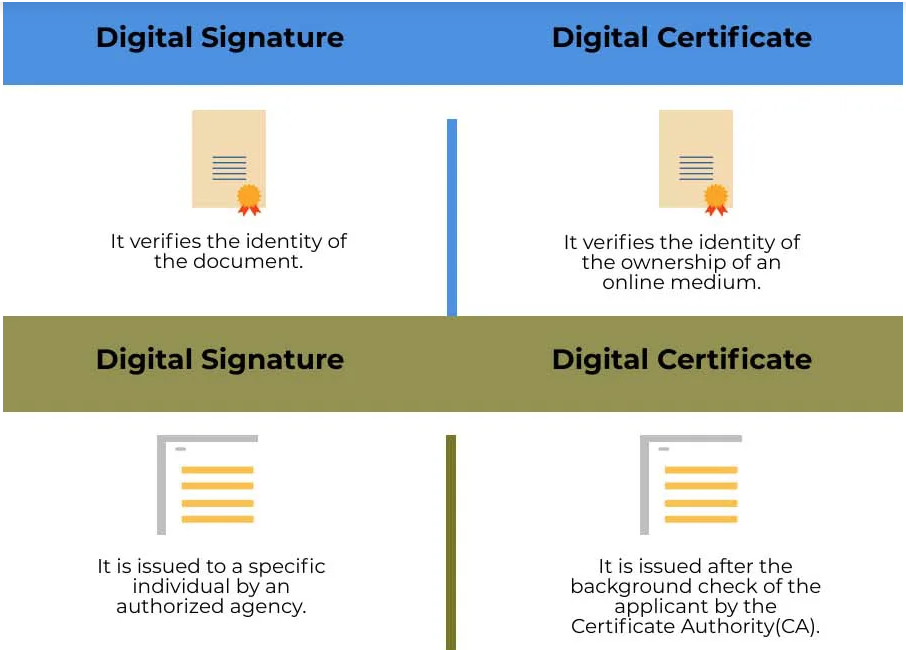 Digital Signature
Digital Certificate
It verifies the identity of
the document.
It verifies the identity of
the ownership of an
online medium.
Digital Signature
Digital Certificate
It is issued to a specific
individual by an
authorized agency.
It is issued after the
background check of the
applicant by the
Certificate Authority(CA).